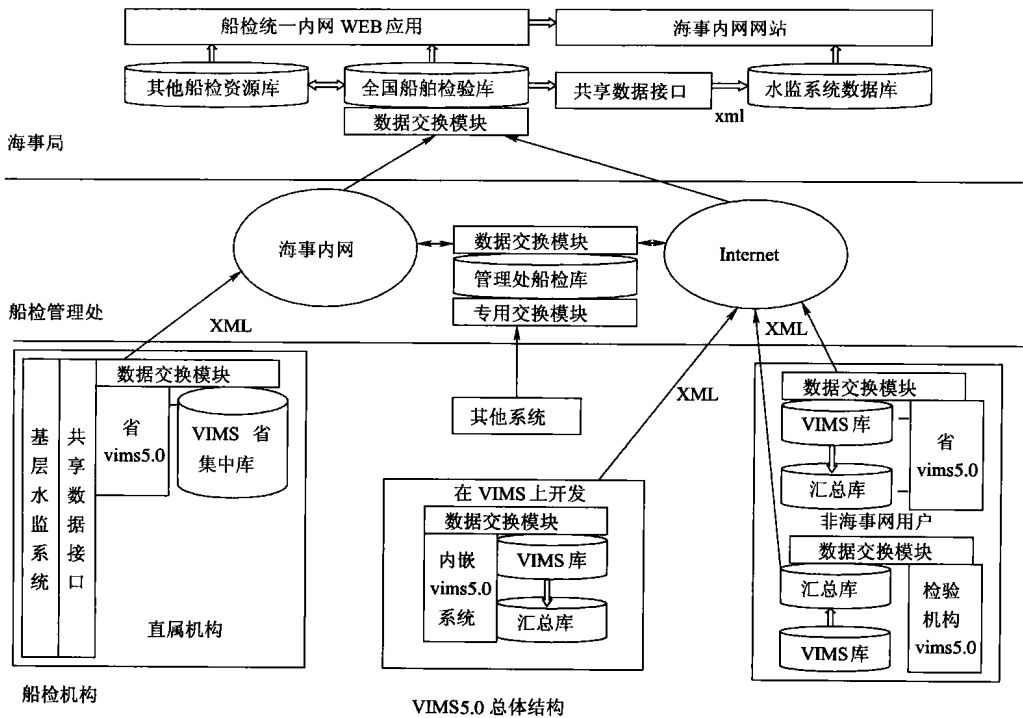 船检统一内网 WEB 应用
海事内网网站
其他船检资源库
全国船舶检验库
共享数据接口
水监系统数据库
xml
数据交换模块
海事局
海事内网
数据交换模块
Internet
管理处船检库
专用交换模块
船检管理处
XML
XML
数据交换模块
基层水监系统
共享数据接口
省
vims5.0
VIMS 省
集中库
直属机构
其他系统
XML
在 VIMS 上开发
数据交换模块
内嵌
vims5.0
系统
VIMS 库
汇总库
数据交换模块
VIMS 库
汇总库
省
vims5.0
非海事网用户
数据交换模块
汇总库
VIMS 库
检验
机构
vims5.0
船检机构
VIMS5.0 总体结构